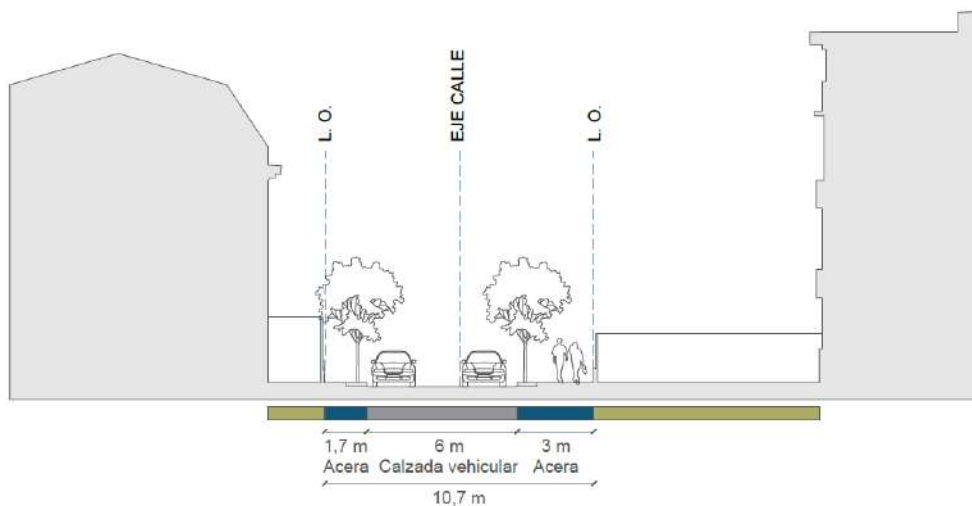 L. O.
EJE CALLE
L. O.
1,7 m
6 m
3 m
Acera
Calzada vehicular
Acera
10,7 m